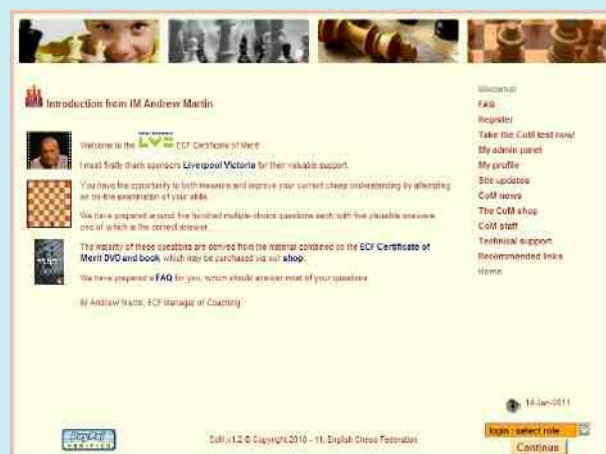 Introduction from IM Andrew Martin
Welcome to the LVE ECF Certificate of Merit!
I must firstly thank sponsors Liverpool Victoria for their valuable support.
You have the opportunity to both measure and improve your current chess understanding by attempting
an on-line examination of your skills.
We have prepared around five hundred multiple-choice questions each with five plausible answers,
one of which is the correct answer.
The majority of these questions are derived from the material contained on the ECF Certificate of
Merit DVD and book which may be purchased via our shop.
We have prepared a FAQ for you, which should answer most of your questions.
IM Andrew Martin, ECF Manager of Coaching
Welcome!
FAQ
Register
Take the CoM test now!
My admin panel
My profile
Site updates
CoM news
The CoM shop
CoM staff
Technical support
Recommended links
Home
14-Jan-2011
login : select role
Continue
PayPal
VERIFIED
CoM.v1.2 © Copyright 2010 - 11, English Chess Federation